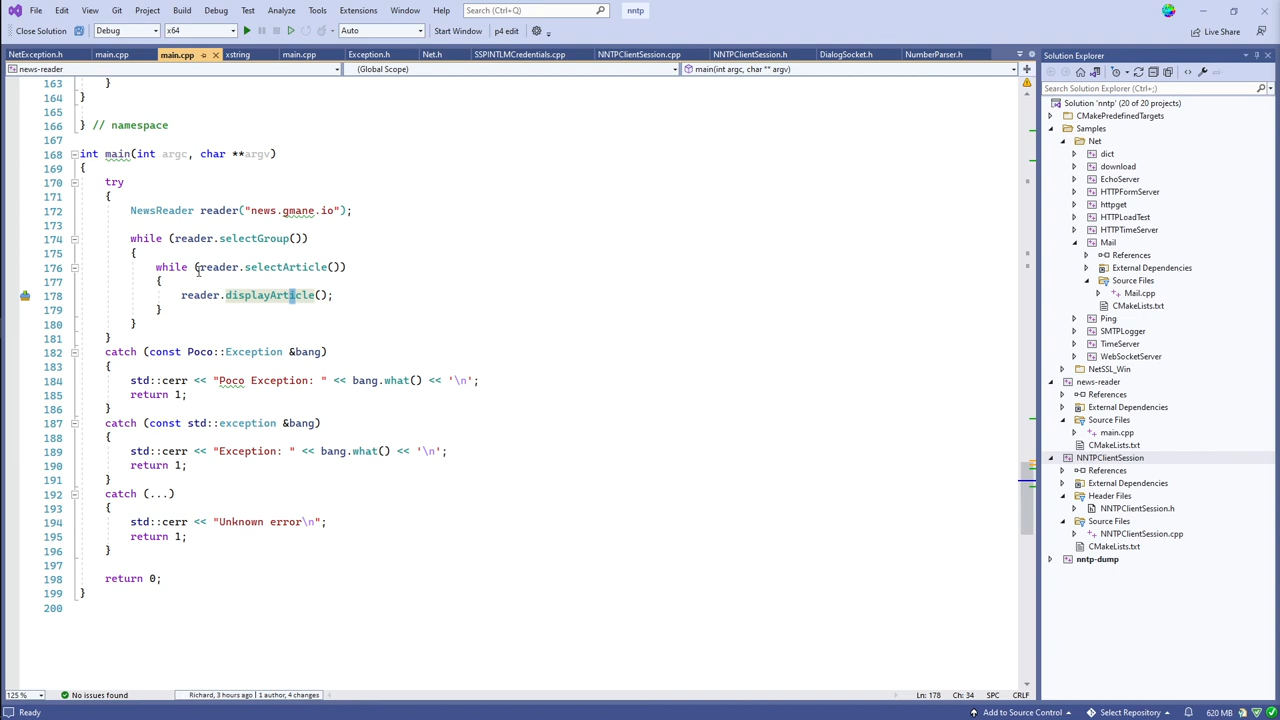 File Edit View Git Project Build Debug Test Analyze Tools Extensions Window Help Search (Ctrl+Q) nntp
Close Solution Debug x64 Auto Start Window p4 edit Live Share
NetException.h main.cpp main.cpp xstring main.cpp Exception.h Net.h SSPINTLMCredentials.cpp NNTPClientSession.cpp NNTPClientSession.h DialogSocket.h NumberParser.h
news-reader (Global Scope) main(int argc, char ** argv)
163 }
164 }
165
166 } // namespace
167
168 int main(int argc, char **argv)
169 {
170 try
171 {
172 NewsReader reader("news.gmane.io");
173
174 while (reader.selectGroup())
175 {
176 while (reader.selectArticle())
177 {
178 reader.displayArticle();
179 }
180 }
181 }
182 catch (const Poco::Exception &bang)
183 {
184 std::cerr << "Poco Exception: " << bang.what() << '\n';
185 return 1;
186 }
187 catch (const std::exception &bang)
188 {
189 std::cerr << "Exception: " << bang.what() << '\n';
190 return 1;
191 }
192 catch (...)
193 {
194 std::cerr << "Unknown error\n";
195 return 1;
196 }
197
198 return 0;
199 }
200
125 % No issues found Richard, 3 hours ago | 1 author, 4 changes Ln: 178 Ch: 34 SPC CRLF
Solution Explorer
Search Solution Explorer (Ctrl+;)
Solution 'nntp' (20 of 20 projects)
CMakePredefinedTargets
Samples
Net
dict
download
EchoServer
HTTPFormServer
httpget
HTTPLoadTest
HTTPTimeServer
Mail
References
External Dependencies
Source Files
Mail.cpp
CMakeLists.txt
Ping
SMTPLogger
TimeServer
WebSocketServer
NetSSL_Win
news-reader
References
External Dependencies
Source Files
main.cpp
CMakeLists.txt
NNTPClientSession
References
External Dependencies
Header Files
NNTPClientSession.h
Source Files
NNTPClientSession.cpp
CMakeLists.txt
nntp-dump
Ready Add to Source Control Select Repository 620 MB